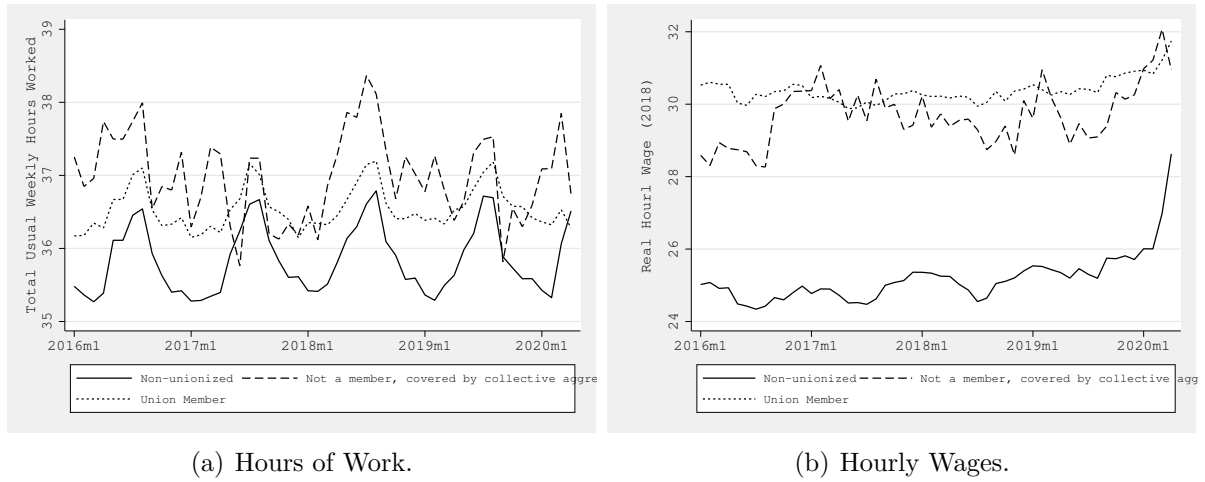 Total Usual Weekly Hours Worked
39
38
37
36
35
2016m1 2017m1 2018m1 2019m1 2020m1
Non-unionized Not a member, covered by collective aggre
Union Member
(a) Hours of Work.
Real Hourl Wage (2018)
32
30
28
26
24
2016m1 2017m1 2018m1 2019m1 2020m1
Non-unionized Not a member, covered by collective agg
Union Member
(b) Hourly Wages.